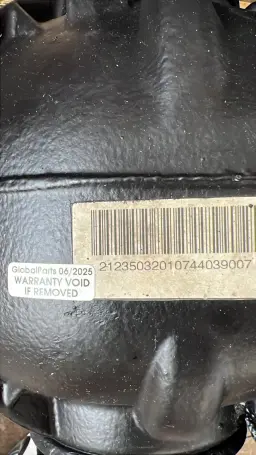 21235032010744039007
GlobalParts 06/2025
WARRANTY VOID
IF REMOVED